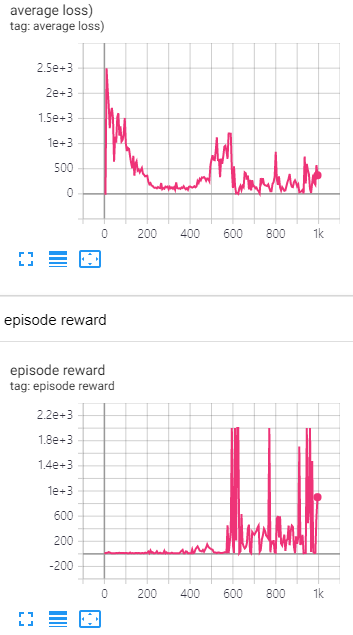 average loss)
tag: average loss)
2.5e+3
2e+3
1.5e+3
1e+3
500
0
0 200 400 600 800 1k
episode reward
episode reward
tag: episode reward
2.2e+3
1.8e+3
1.4e+3
1e+3
600
200
-200
0 200 400 600 800 1k